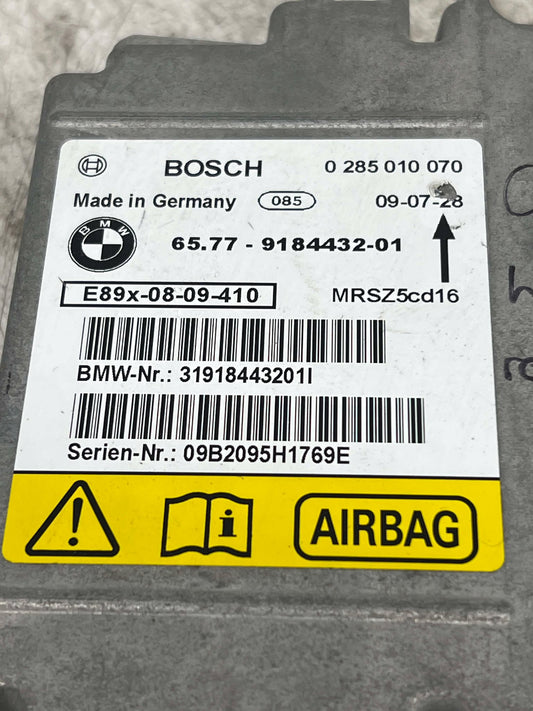 BOSCH 0 285 010 070
Made in Germany 085 09-07-28
BMW 65.77 - 9184432-01
E89x-08-09-410 MRSZ5cd16
BMW-Nr.: 31918443201I
Serien-Nr.: 09B2095H1769E
i AIRBAG